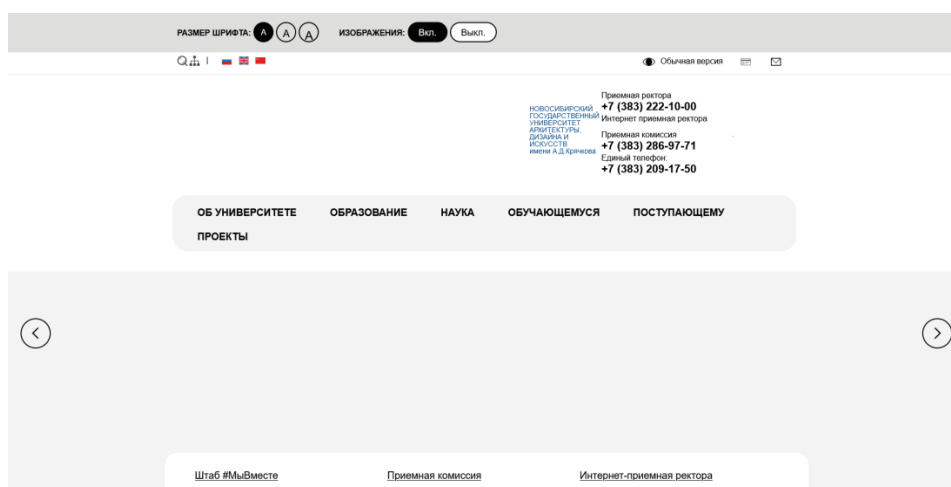 РАЗМЕР ШРИФТА: А А А ИЗОБРАЖЕНИЯ: Вкл. Выкл.
Обычная версия
НОВОСИБИРСКИЙ
ГОСУДАРСТВЕННЫЙ
УНИВЕРСИТЕТ
АРХИТЕКТУРЫ,
ДИЗАЙНА И
ИСКУССТВ
имени А.Д.Крячкова
Приемная ректора
+7 (383) 222-10-00
Интернет приемная ректора
Приемная комиссия
+7 (383) 286-97-71
Единый телефон:
+7 (383) 209-17-50
ОБ УНИВЕРСИТЕТЕ ОБРАЗОВАНИЕ НАУКА ОБУЧАЮЩЕМУСЯ ПОСТУПАЮЩЕМУ
ПРОЕКТЫ
Штаб #МыВместе Приемная комиссия Интернет-приемная ректора